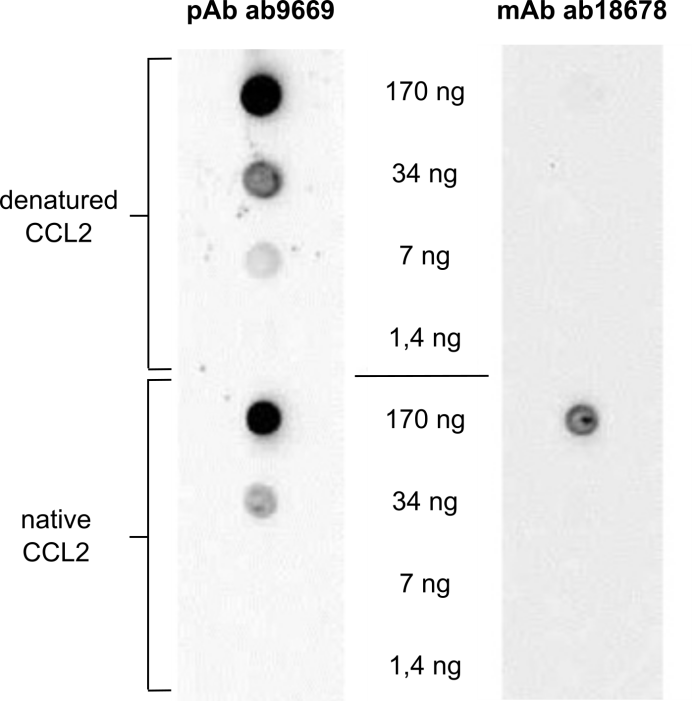 pAb ab9669
mAb ab18678
denatured
CCL2
170 ng
34 ng
7 ng
1,4 ng
native
CCL2
170 ng
34 ng
7 ng
1,4 ng